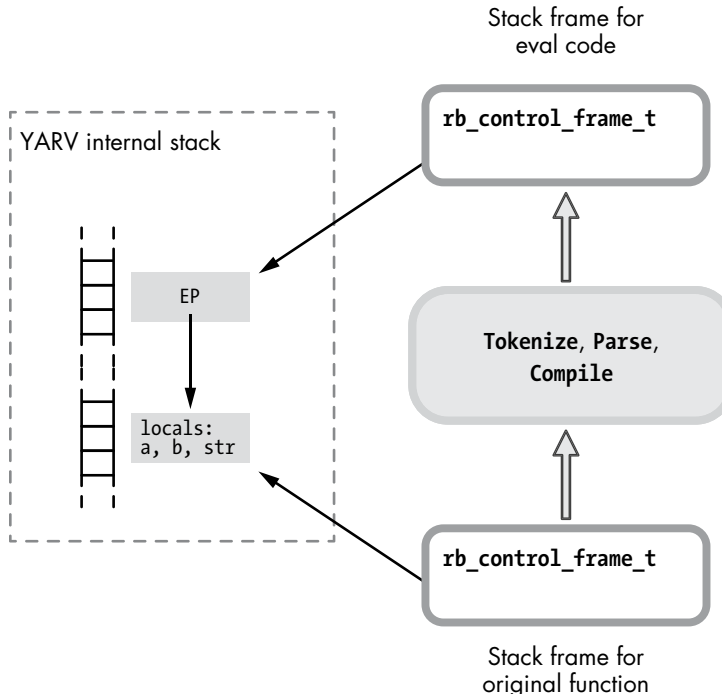 Stack frame for
eval code
rb_control_frame_t
YARV internal stack
EP
Tokenize, Parse,
Compile
locals:
a, b, str
rb_control_frame_t
Stack frame for
original function